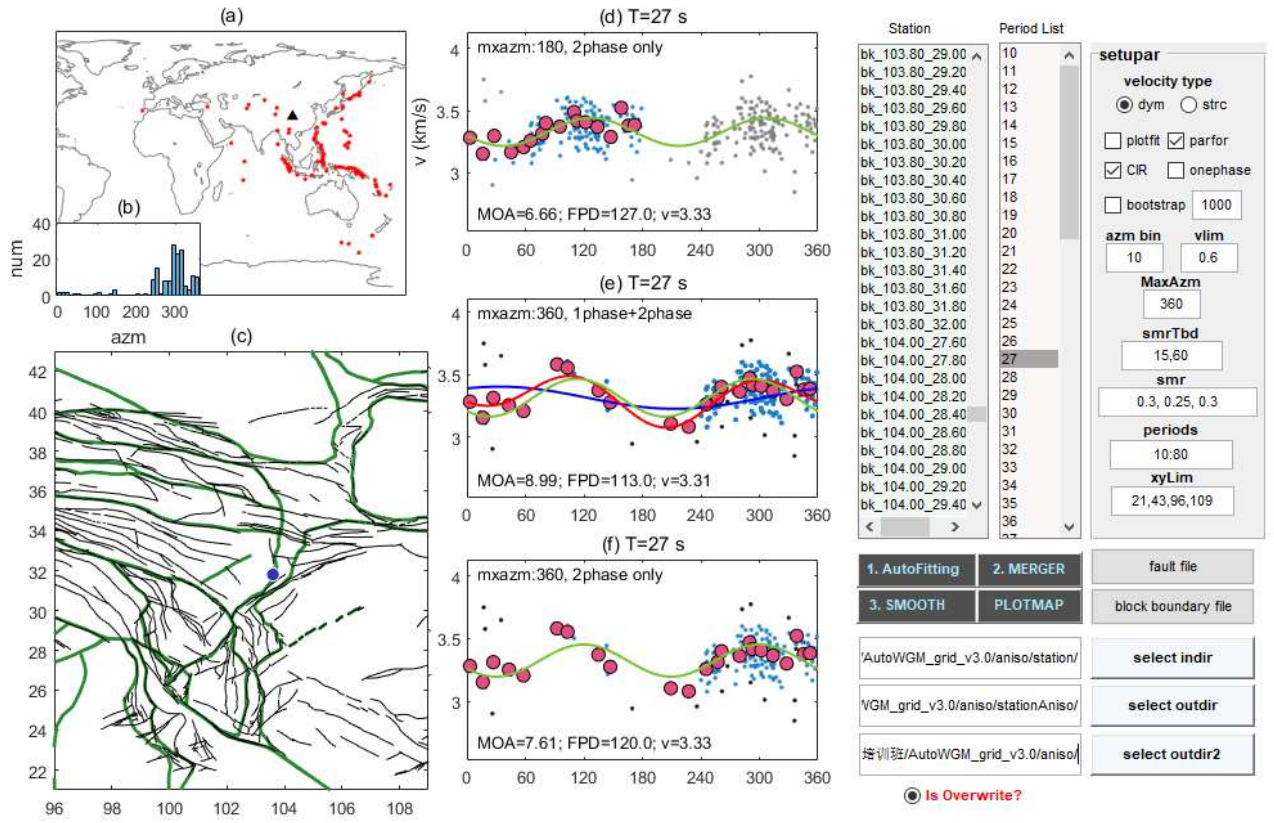 (a)
(b)
40
20
0
num
0
100
200
300
azm
(c)
42
40
38
36
34
32
30
28
26
24
22
96
98
100
102
104
106
108
(d) T=27 s
mxazm:180, 2phase only
4
3.5
3
v (km/s)
MOA=6.66; FPD=127.0; v=3.33
0
60
120
180
240
300
360
(e) T=27 s
mxazm:360, 1phase+2phase
4
3.5
3
MOA=8.99; FPD=113.0; v=3.31
0
60
120
180
240
300
360
(f) T=27 s
mxazm:360, 2phase only
4
3.5
3
MOA=7.61; FPD=120.0; v=3.33
0
60
120
180
240
300
360
Station
bk_103.80_29.00
bk_103.80_29.20
bk_103.80_29.40
bk_103.80_29.60
bk_103.80_29.80
bk_103.80_30.00
bk_103.80_30.20
bk_103.80_30.40
bk_103.80_30.60
bk_103.80_30.80
bk_103.80_31.00
bk_103.80_31.20
bk_103.80_31.40
bk_103.80_31.60
bk_103.80_31.80
bk_103.80_32.00
bk_104.00_27.60
bk_104.00_27.80
bk_104.00_28.00
bk_104.00_28.20
bk_104.00_28.40
bk_104.00_28.60
bk_104.00_28.80
bk_104.00_29.00
bk_104.00_29.20
bk_104.00_29.40
Period List
10
11
12
13
14
15
16
17
18
19
20
21
22
23
24
25
26
27
28
29
30
31
32
33
34
35
36
37
setupar
velocity type
dym strc
plotfit parfor
CIR onephase
bootstrap 1000
azm bin vlim
10 0.6
MaxAzm
360
smrTbd
15,60
smr
0.3, 0.25, 0.3
periods
10:80
xyLim
21,43,96,109
1. AutoFitting 2. MERGER
3. SMOOTH PLOTMAP
fault file
block boundary file
'AutoWGM_grid_v3.0/aniso/station/
select indir
VGM_grid_v3.0/aniso/stationAniso/
select outdir
培训班/AutoWGM_grid_v3.0/aniso/
select outdir2
Is Overwrite?